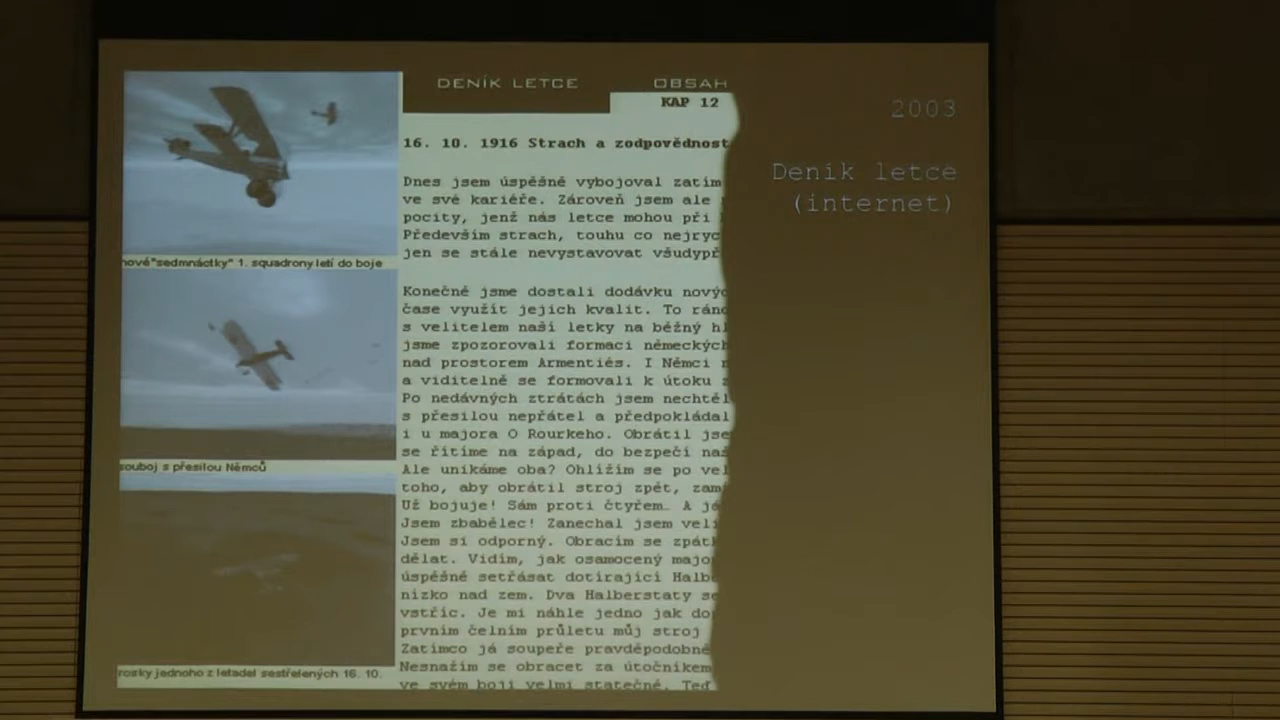 DENÍK LETCE
OBSAH
KAP 12
16. 10. 1916 Strach a zodpovědnost
Dnes jsem úspěšně vybojoval zatím
ve své kariéře. Zároveň jsem ale
pocity, jenž nás letce mohou při
Především strach, touhu co nejryc
jen se stále nevystavovat všudypř
Konečně jsme dostali dodávku novýc
čase využít jejich kvalit. To ráno
s velitelem naší letky na běžný hl
jsme zpozorovali formaci německých
nad prostorem Armentiés. I Němci
a viditelně se formovali k útoku
Po nedávných ztrátách jsem nechtěl
s přesilou nepřátel a předpokládal
i u majora O Rourkeho. Obrátil jse
se řítíme na západ, do bezpečí naš
Ale unikáme oba? Ohlížím se po vel
toho, aby obrátil stroj zpět, zam
Už bojuje! Sám proti čtyřem… A já
Jsem zbabělec! Zanechal jsem veli
Jsem si odporný. Obracím se zpátk
dělat. Vidím, jak osamocený majo
úspěšně setřásat dotírající Halb
nízko nad zem. Dva Halberstaty se
vstříc. Je mi náhle jedno jak do
prvním čelním průletu můj stroj
Zatímco já soupeře pravděpodobně
Nesnažím se obracet za útočníkem
ve svém boji velmi statečně. Teď
nové"sedmnáctky" 1. squadrony letí do boje
souboj s přesilou Němců
rosky jednoho z letadel sestřelených 16. 10.
2003
Deník letce
(internet)